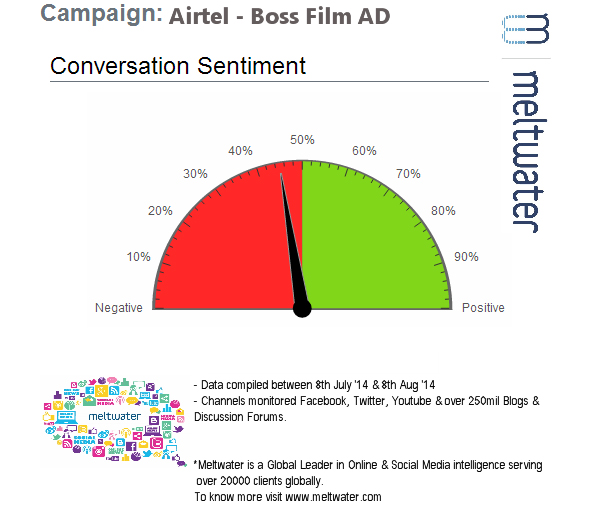 Campaign: Airtel - Boss Film AD
meltwater
Conversation Sentiment
10%
20%
30%
40%
50%
60%
70%
80%
90%
Negative
Positive
meltwater
SOCIAL MEDIA
- Data compiled between 8th July '14 & 8th Aug '14
- Channels monitored Facebook, Twitter, Youtube & over 250mil Blogs &
Discussion Forums.
*Meltwater is a Global Leader in Online & Social Media intelligence serving
over 20000 clients globally.
To know more visit www.meltwater.com